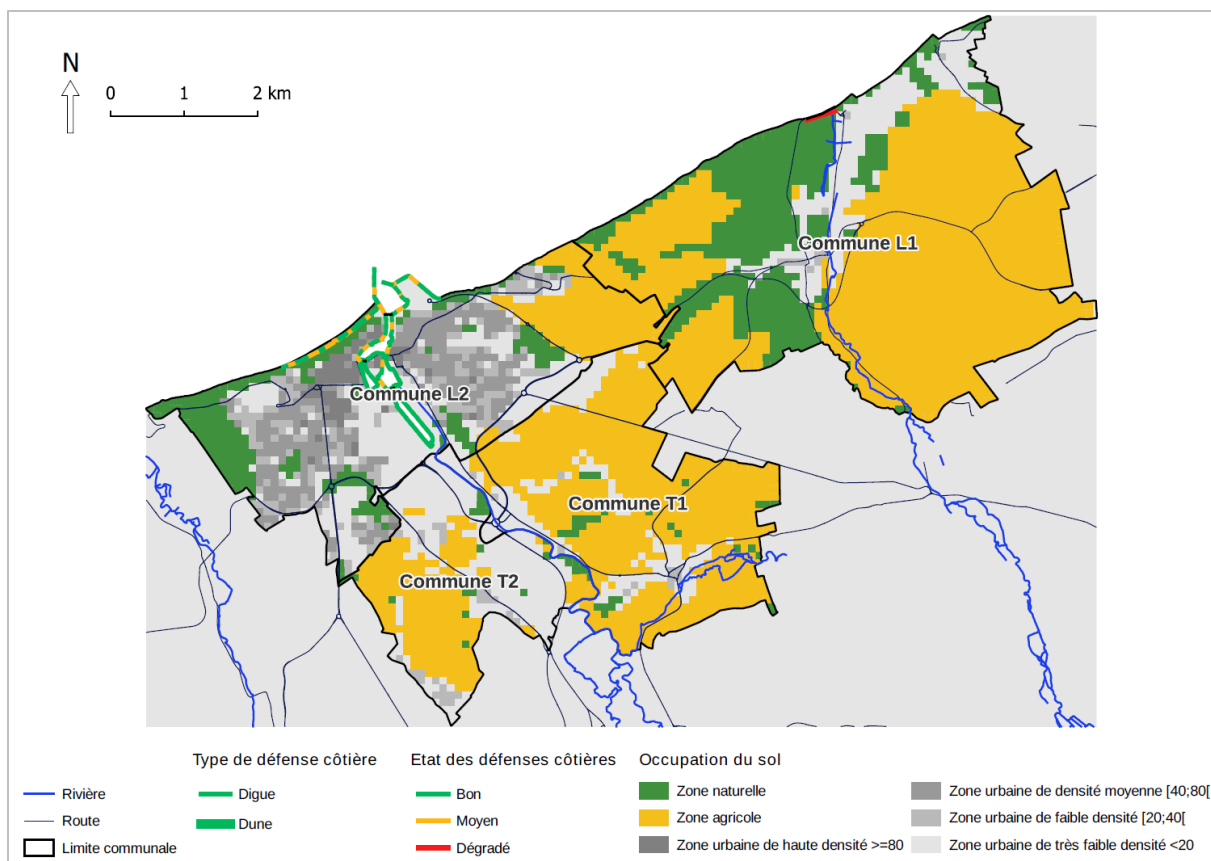 N
0 1 2 km
Commune L1
Commune L2
Commune T1
Commune T2
Type de défense côtière
Etat des défenses côtières
Occupation du sol
Rivière
Digue
Bon
Zone naturelle
Zone urbaine de densité moyenne [40;80[
Route
Dune
Moyen
Zone agricole
Zone urbaine de faible densité [20;40[
Limite communale
Dégradé
Zone urbaine de haute densité >=80
Zone urbaine de très faible densité <20